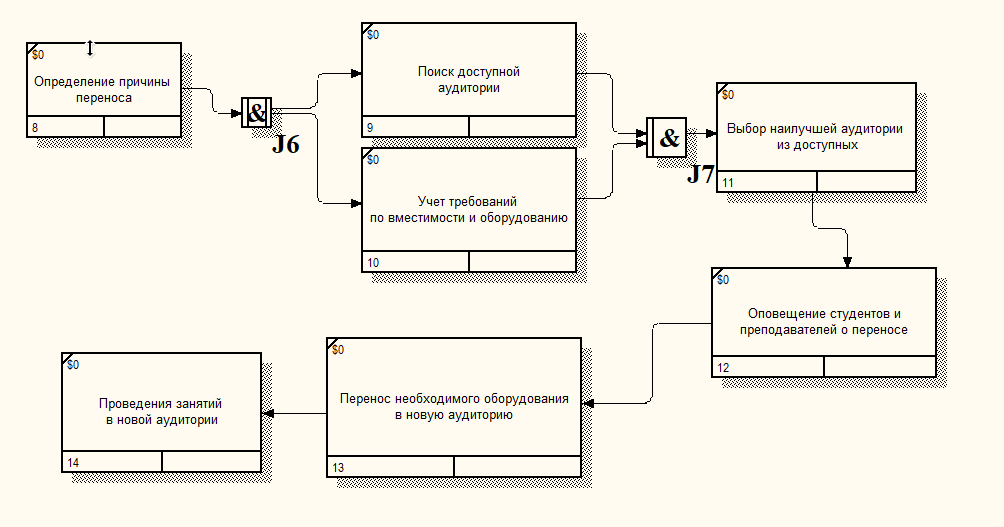 $0
Определение причины
переноса
8
&
J6
$0
Поиск доступной
аудитории
9
$0
Учет требований
по вместимости и оборудованию
10
&
J7
$0
Выбор наилучшей аудитории
из доступных
11
$0
Оповещение студентов и
преподавателей о переносе
12
$0
Перенос необходимого оборудования
в новую аудиторию
13
$0
Проведения занятий
в новой аудитории
14